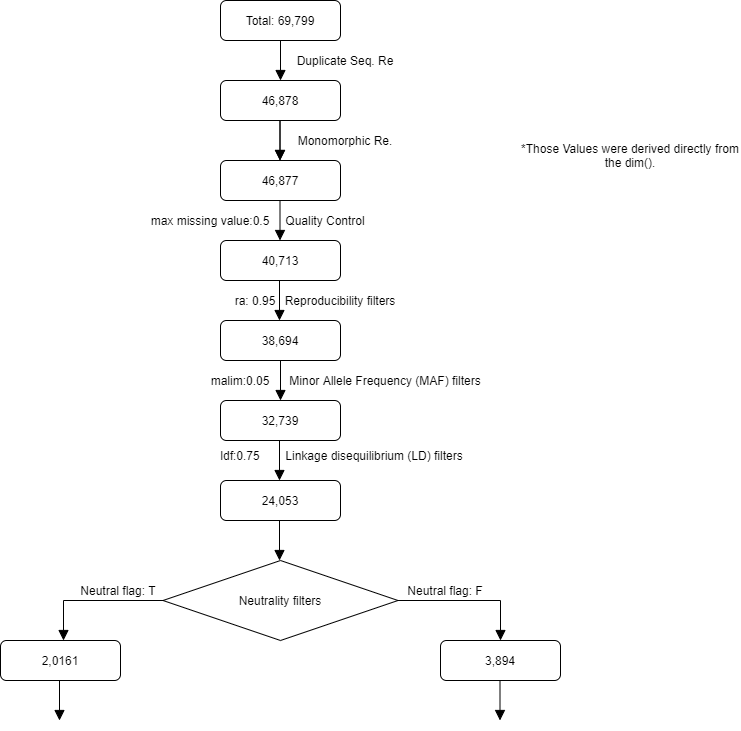 Total: 69,799
Duplicate Seq. Re
46,878
Monomorphic Re.
*Those Values were derived directly from
the dim().
46,877
max missing value:0.5 Quality Control
40,713
ra: 0.95 Reproducibility filters
38,694
malim:0.05 Minor Allele Frequency (MAF) filters
32,739
ldf:0.75 Linkage disequilibrium (LD) filters
24,053
Neutral flag: T
Neutrality filters
Neutral flag: F
2,0161
3,894